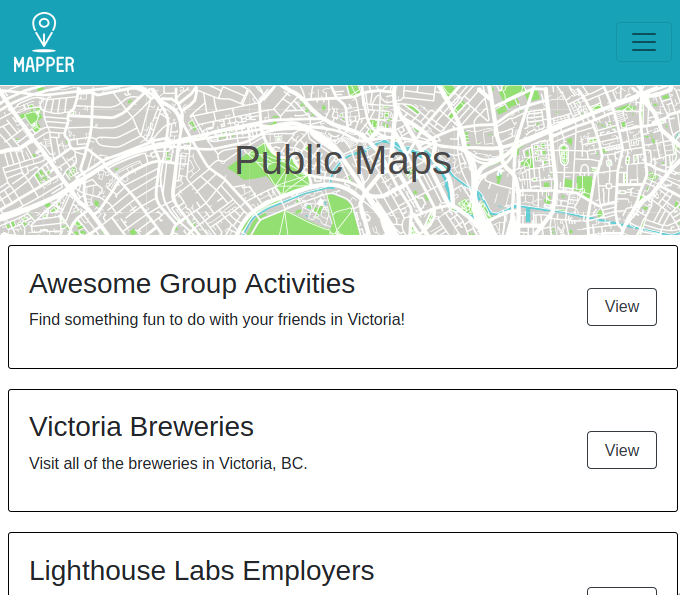 MAPPER
Public Maps
Awesome Group Activities
Find something fun to do with your friends in Victoria!
View
Victoria Breweries
Visit all of the breweries in Victoria, BC.
View
Lighthouse Labs Employers